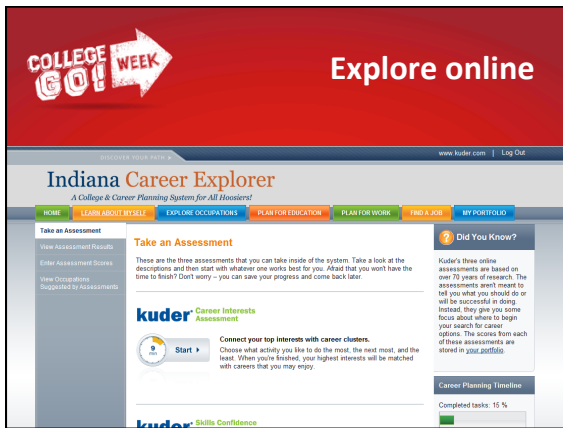 COLLEGE
GO!
WEEK
Explore online
DISCOVER YOUR PATH
www.kuder.com | Log Out
Indiana Career Explorer
A College & Career Planning System for All Hoosiers!
HOME
LEARN ABOUT MYSELF
EXPLORE OCCUPATIONS
PLAN FOR EDUCATION
PLAN FOR WORK
FIND A JOB
MY PORTFOLIO
Take an Assessment
View Assessment Results
Enter Assessment Scores
View Occupations
Suggested by Assessments
Take an Assessment
These are the three assessments that you can take inside of the system. Take a look at the
descriptions and then start with whatever one works best for you. Afraid that you won't have the
time to finish? Don't worry – you can save your progress and come back later.
kuder® Career Interests
Assessment
9
min
Start
Connect your top interests with career clusters.
Choose what activity you like to do the most, the next most, and the
least. When you're finished, your highest interests will be matched
with careers that you may enjoy.
kuder® Skills Confidence
? Did You Know?
Kuder's three online
assessments are based on
over 70 years of research. The
assessments aren't meant to
tell you what you should do or
will be successful in doing.
Instead, they give you some
focus about where to begin
your search for career
options. The scores from each
of these assessments are
stored in your portfolio.
Career Planning Timeline
Completed tasks: 15 %